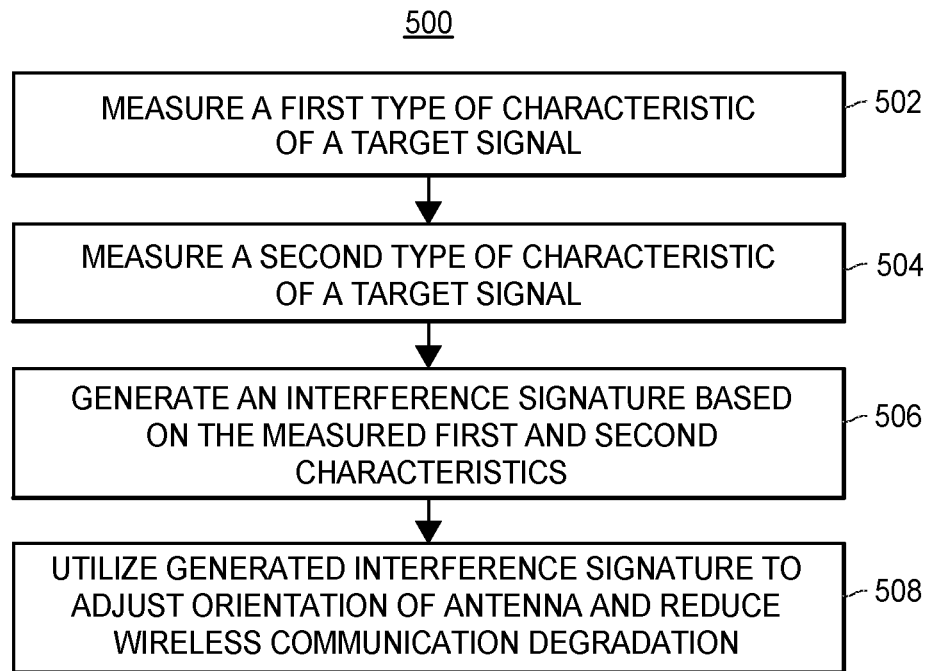 500
MEASURE A FIRST TYPE OF CHARACTERISTIC
OF A TARGET SIGNAL
502
MEASURE A SECOND TYPE OF CHARACTERISTIC
OF A TARGET SIGNAL
504
GENERATE AN INTERFERENCE SIGNATURE BASED
ON THE MEASURED FIRST AND SECOND
CHARACTERISTICS
506
UTILIZE GENERATED INTERFERENCE SIGNATURE TO
ADJUST ORIENTATION OF ANTENNA AND REDUCE
WIRELESS COMMUNICATION DEGRADATION
508